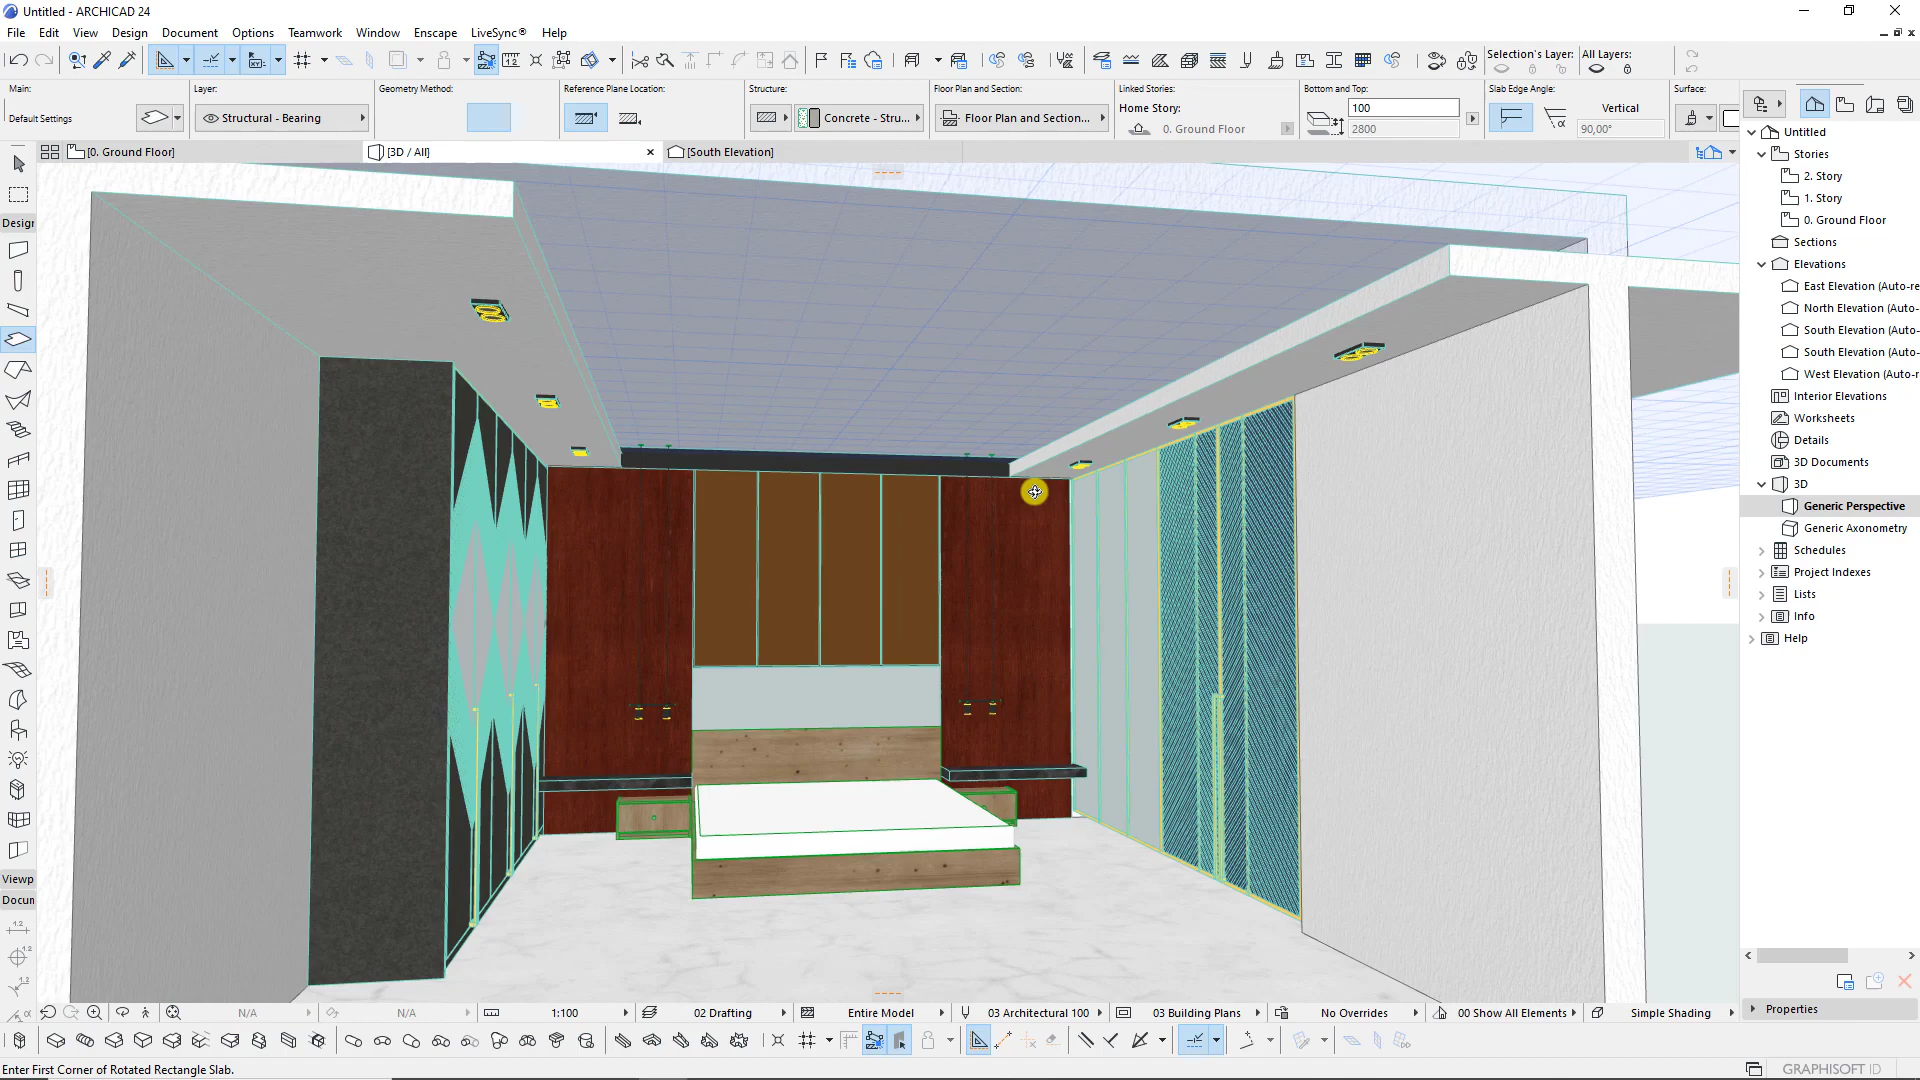 Untitled - ARCHICAD 24
File Edit View Design Document Options Teamwork Window Enscape LiveSync® Help
Selection's Layer: All Layers:
Main: Layer: Geometry Method: Reference Plane Location: Structure: Floor Plan and Section: Linked Stories: Bottom and Top: Slab Edge Angle: Surface:
Default Settings Structural - Bearing Concrete - Stru... Floor Plan and Section... Home Story: 0. Ground Floor 100 2800 Vertical 90,00°
[0. Ground Floor] [3D / All] [South Elevation]
Design
Viewp
Docum
1.2
1.2
1.2
Untitled
Stories
2. Story
1. Story
0. Ground Floor
Sections
Elevations
East Elevation (Auto-re
North Elevation (Auto-
South Elevation (Auto-
South Elevation (Auto-
West Elevation (Auto-r
Interior Elevations
Worksheets
Details
3D Documents
3D
Generic Perspective
Generic Axonometry
Schedules
Project Indexes
Lists
Info
Help
Properties
N/A N/A 1:100 02 Drafting Entire Model 03 Architectural 100 03 Building Plans No Overrides 00 Show All Elements Simple Shading
Enter First Corner of Rotated Rectangle Slab.
GRAPHISOFT ID